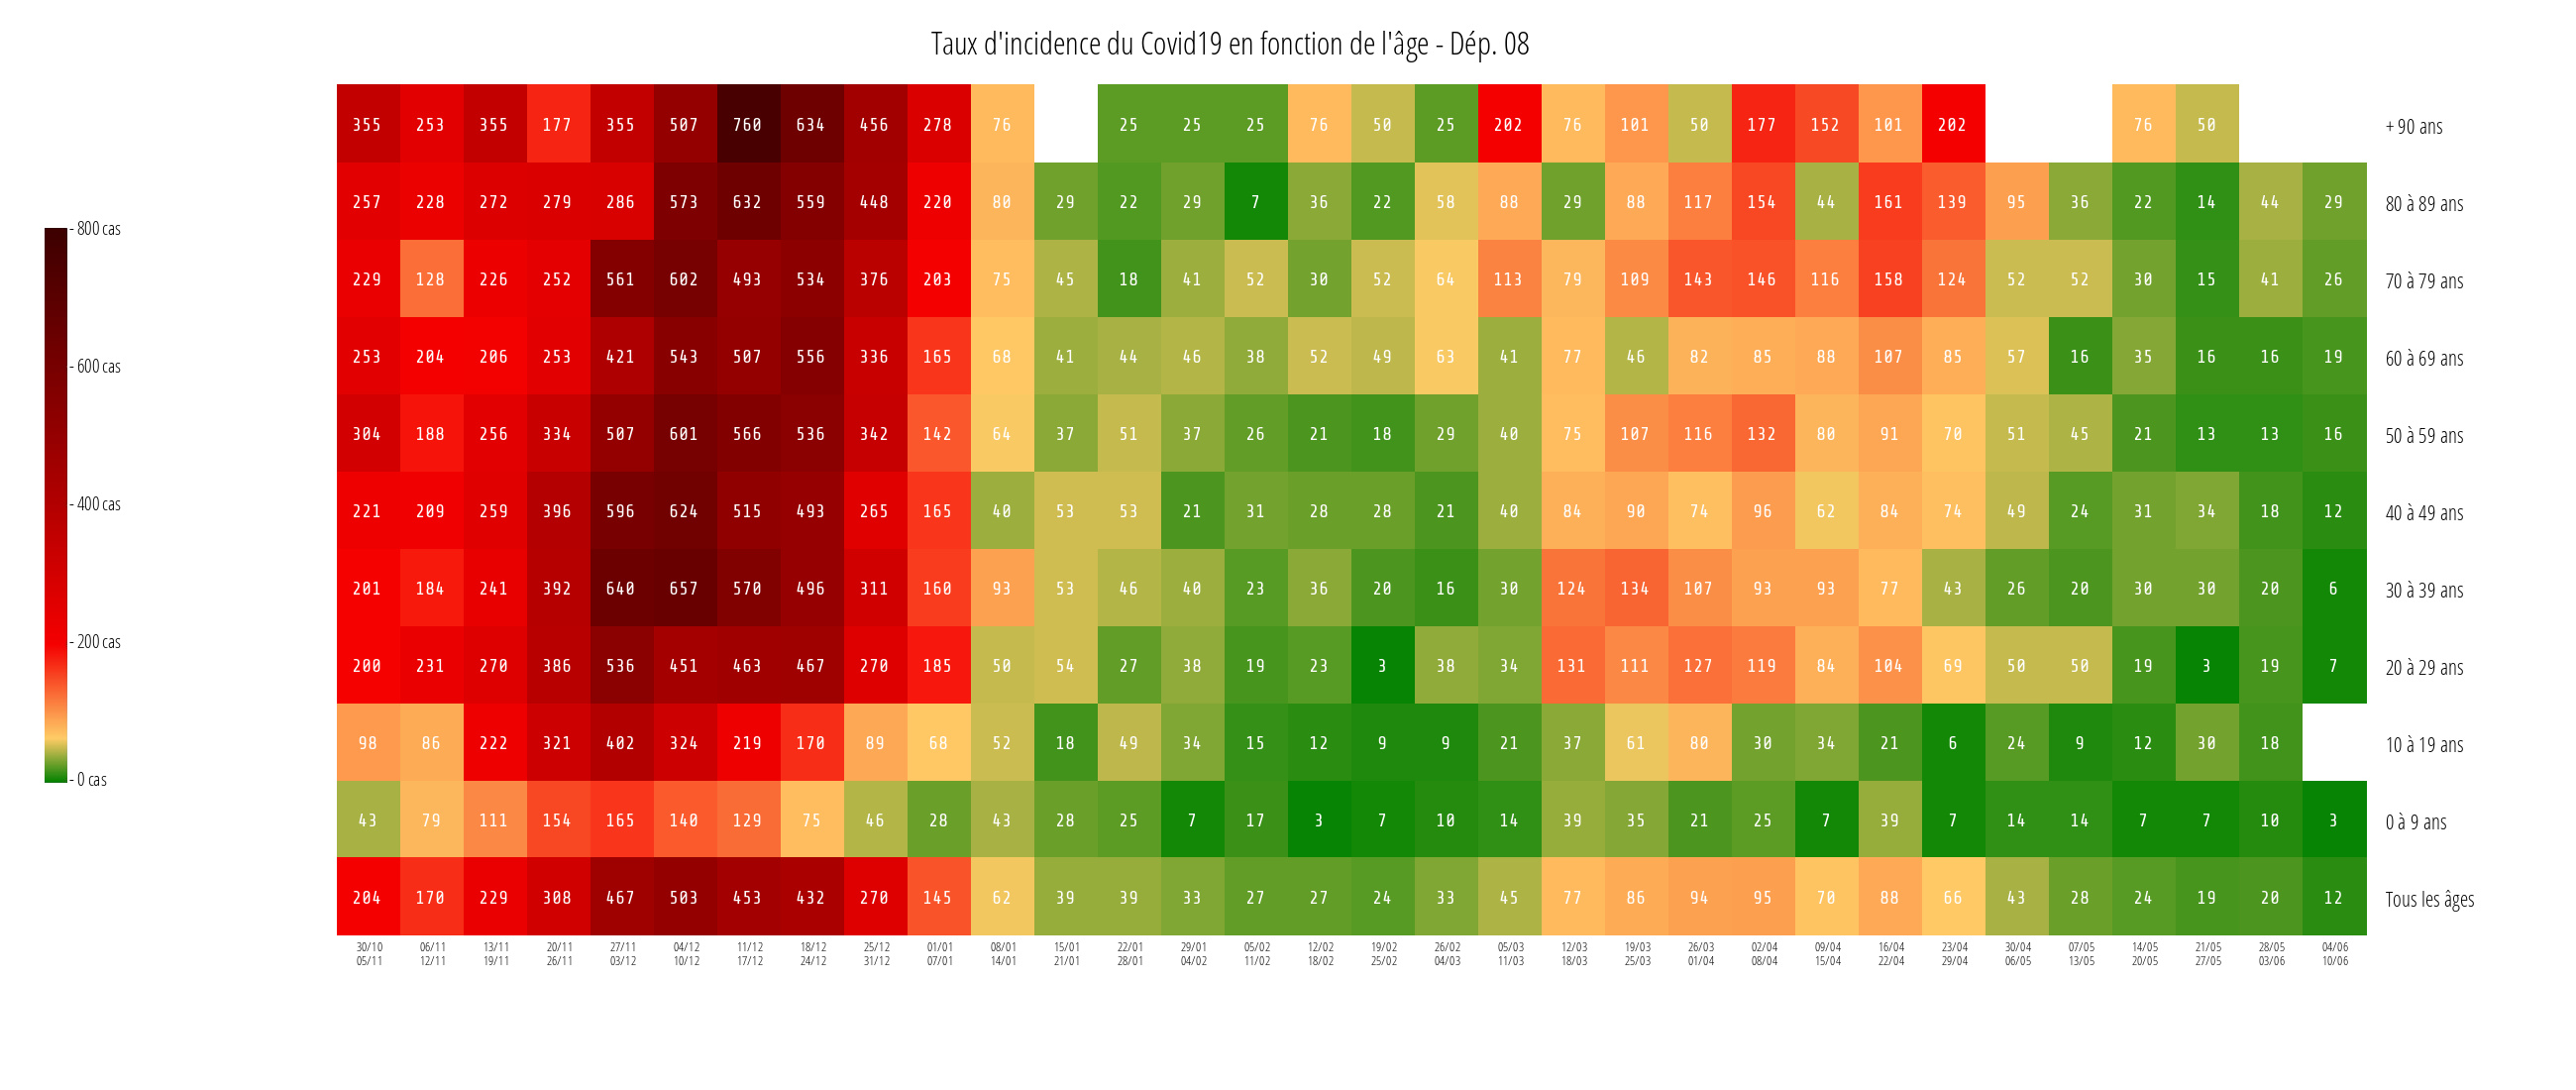 Taux d'incidence du Covid19 en fonction de l'âge - Dép. 08
- 800 cas
- 600 cas
- 400 cas
- 200 cas
- 0 cas
355 253 355 177 355 507 760 634 456 278 76 25 25 25 76 50 25 202 76 101 50 177 152 101 202 76 50 + 90 ans
257 228 272 279 286 573 632 559 448 220 80 29 22 29 7 36 22 58 88 29 88 117 154 44 161 139 95 36 22 14 44 29 80 à 89 ans
229 128 226 252 561 602 493 534 376 203 75 45 18 41 52 30 52 64 113 79 109 143 146 116 158 124 52 52 30 15 41 26 70 à 79 ans
253 204 206 253 421 543 507 556 336 165 68 41 44 46 38 52 49 63 41 77 46 82 85 88 107 85 57 16 35 16 16 19 60 à 69 ans
304 188 256 334 507 601 566 536 342 142 64 37 51 37 26 21 18 29 40 75 107 116 132 80 91 70 51 45 21 13 13 16 50 à 59 ans
221 209 259 396 596 624 515 493 265 165 40 53 53 21 31 28 28 21 40 84 90 74 96 62 84 74 49 24 31 34 18 12 40 à 49 ans
201 184 241 392 640 657 570 496 311 160 93 53 46 40 23 36 20 16 30 124 134 107 93 93 77 43 26 20 30 30 20 6 30 à 39 ans
200 231 270 386 536 451 463 467 270 185 50 54 27 38 19 23 3 38 34 131 111 127 119 84 104 69 50 50 19 3 19 7 20 à 29 ans
98 86 222 321 402 324 219 170 89 68 52 18 49 34 15 12 9 9 21 37 61 80 30 34 21 6 24 9 12 30 18 10 à 19 ans
43 79 111 154 165 140 129 75 46 28 43 28 25 7 17 3 7 10 14 39 35 21 25 7 39 7 14 14 7 7 10 3 0 à 9 ans
204 170 229 308 467 503 453 432 270 145 62 39 39 33 27 27 24 33 45 77 86 94 95 70 88 66 43 28 24 19 20 12 Tous les âges
30/10 06/11 13/11 20/11 27/11 04/12 11/12 18/12 25/12 01/01 08/01 15/01 22/01 29/01 05/02 12/02 19/02 26/02 05/03 12/03 19/03 26/03 02/04 09/04 16/04 23/04 30/04 07/05 14/05 21/05 28/05 04/06
05/11 12/11 19/11 26/11 03/12 10/12 17/12 24/12 31/12 07/01 14/01 21/01 28/01 04/02 11/02 18/02 25/02 04/03 11/03 18/03 25/03 01/04 08/04 15/04 22/04 29/04 06/05 13/05 20/05 27/05 03/06 10/06